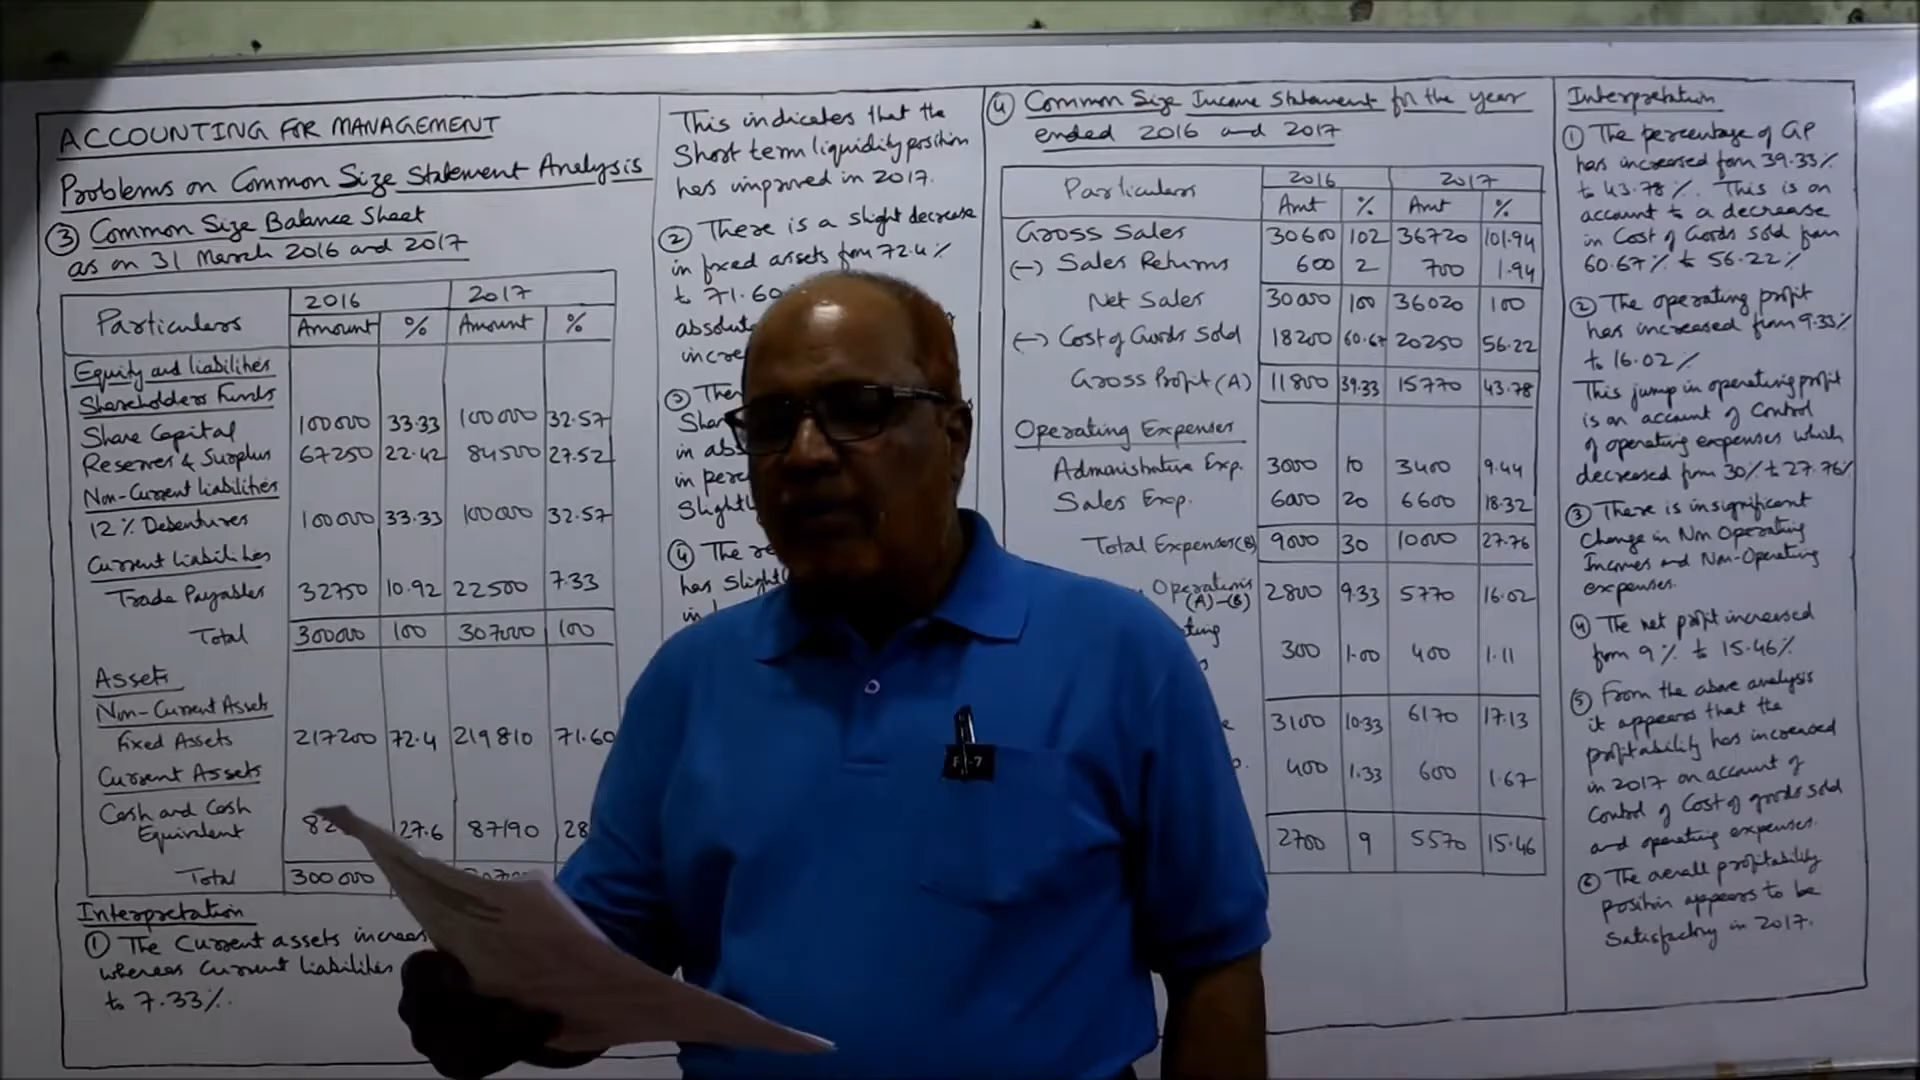 ACCOUNTING FOR MANAGEMENT
Problems on Common Size Statement Analysis
③ Common Size Balance Sheet
as on 31 March 2016 and 2017
Particulars 2016 2017
Amount % Amount %
Equity and liabilities
Shareholders Funds
Share Capital 100000 33.33 100000 32.57
Reserves & Surplus 67250 22.42 84500 27.52
Non-Current liabilities
12% Debentures 100000 33.33 100000 32.57
Current liabilities
Trade Payables 32750 10.92 22500 7.33
Total 300000 100 307000 100
Assets
Non-Current Assets
Fixed Assets 217200 72.4 219810 71.60
Current Assets
Cash and Cash
Equivalent 27.6 87190 28
Total 300000
Interpretation
① The Current assets increas
whereas Current liabilities
to 7.33%.
This indicates that the
Short term liquidity position
has improved in 2017.
② There is a slight decrease
in fixed assets from 72.4%
to 71.60
absolut
incre
③ Ther
Shar
in abs
in perc
Slightl
④ The re
has slightl
in
④ Common Size Income Statement for the year
ended 2016 and 2017
Particulars 2016 2017
Amt % Amt %
Gross Sales 30600 102 36720 101.94
(-) Sales Returns 600 2 700 1.94
Net Sales 30000 100 36020 100
(-) Cost of Goods Sold 18200 60.67 20250 56.22
Gross Profit (A) 11800 39.33 15770 43.78
Operating Expenses
Administrative Exp. 3000 10 3400 9.44
Sales Exp. 6000 20 6600 18.32
Total Expenses (B) 9000 30 10000 27.76
Operations
(A)-(B) 2800 9.33 5770 16.02
ting
300 1.00 400 1.11
3100 10.33 6170 17.13
400 1.33 600 1.67
2700 9 5570 15.46
Interpretation
① The percentage of GP
has increased from 39.33%
to 43.78%. This is on
account to a decrease
in Cost of Goods Sold from
60.67% to 56.22%
② The operating profit
has increased from 9.33%
to 16.02%
This jump in operating profit
is on account of Control
of operating expenses which
decreased from 30% to 27.76%
③ There is insignificant
Change in Non Operating
Incomes and Non-Operating
expenses.
④ The net profit increased
from 9% to 15.46%
⑤ From the above analysis
it appears that the
profitability has increased
in 2017 on account of
Control of Cost of goods sold
and operating expenses.
⑥ The overall profitability
position appears to be
Satisfactory in 2017.